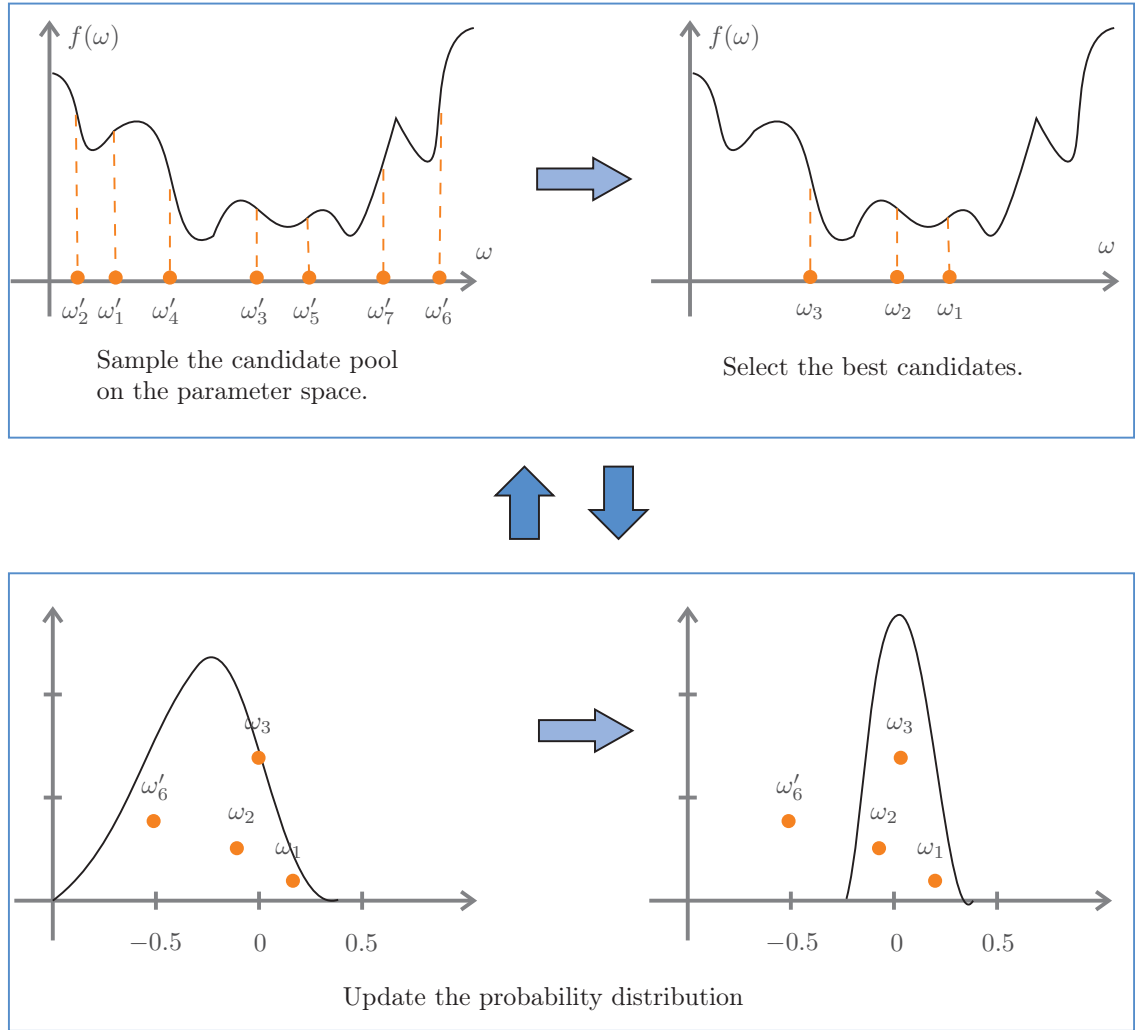 f(ω)
ω
ω′2 ω′1 ω′4 ω′3 ω′5 ω′7 ω′6
Sample the candidate pool
on the parameter space.
f(ω)
ω
ω3 ω2 ω1
Select the best candidates.
ω3
ω′6
ω2
ω1
−0.5 0 0.5
ω3
ω′6
ω2
ω1
−0.5 0 0.5
Update the probability distribution